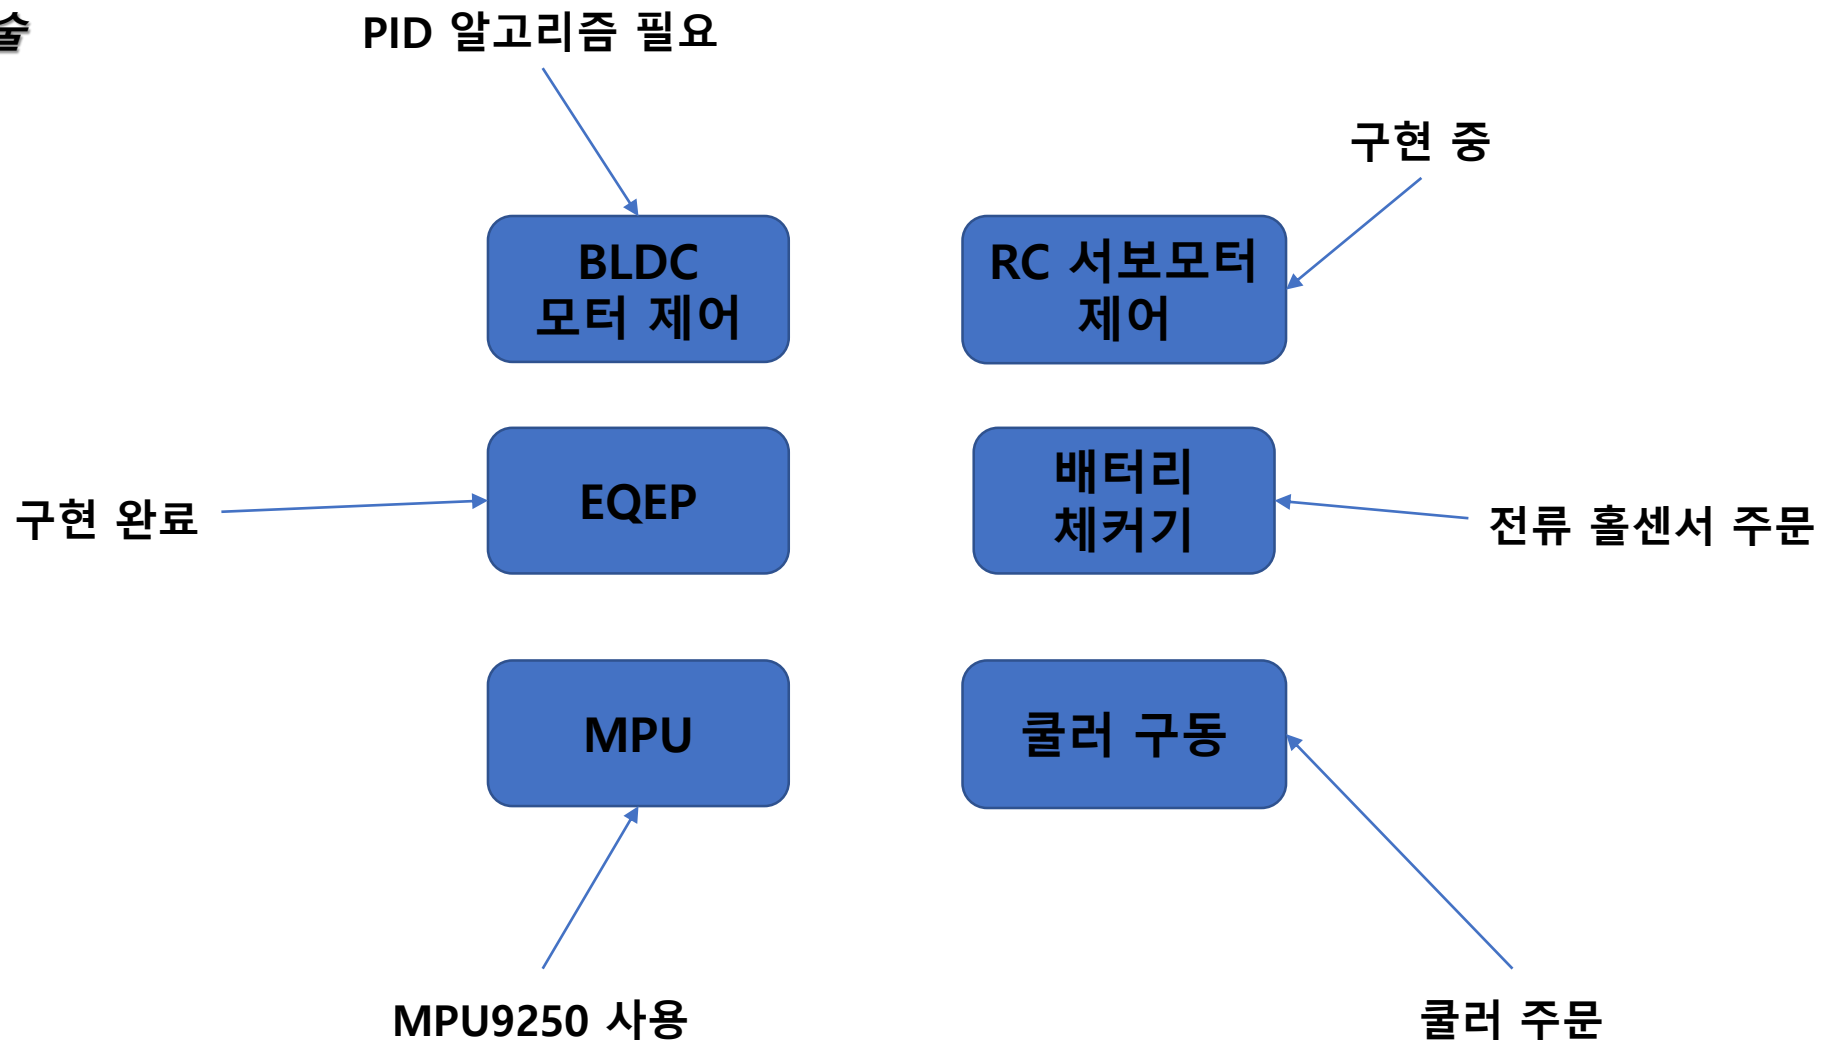 술
PID 알고리즘 필요
구현 중
BLDC
모터 제어
RC 서보모터
제어
구현 완료
EQEP
배터리
체커기
전류 홀센서 주문
MPU
쿨러 구동
MPU9250 사용
쿨러 주문